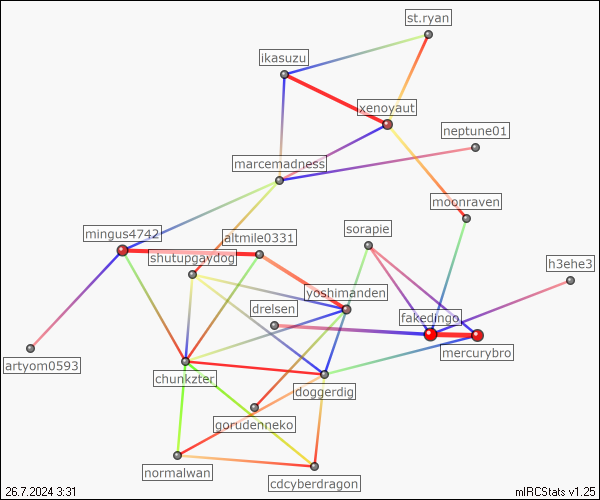 st.ryan
ikasuzu
xenoyaut
neptune01
marcemadness
moonraven
mingus4742
altmile0331
sorapie
shutupgaydog
h3ehe3
yoshimanden
drelsen
fakedingo
mercurybro
artyom0593
chunkzter
doggerdig
gorudenneko
normalwan
cdcyberdragon
26.7.2024 3:31
mIRCStats v1.25